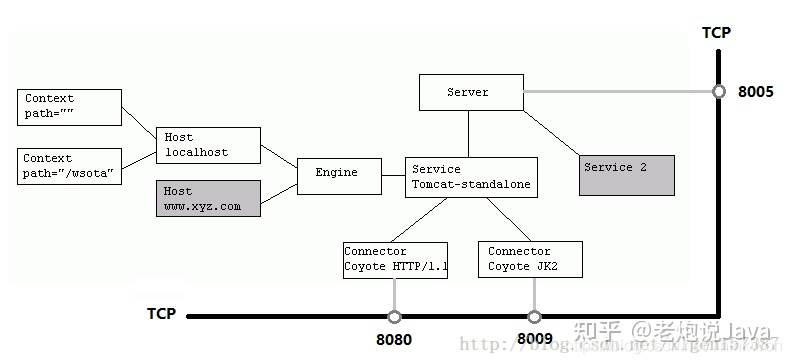 TCP
Server
8005
Context
path=""
Host
localhost
Context
path="/wsota"
Engine
Service
Tomcat-standalone
Service 2
Host
www.xyz.com
Connector
Coyote HTTP/1.1
Connector
Coyote JK2
TCP
8080
8009
知乎 @老炮说Java